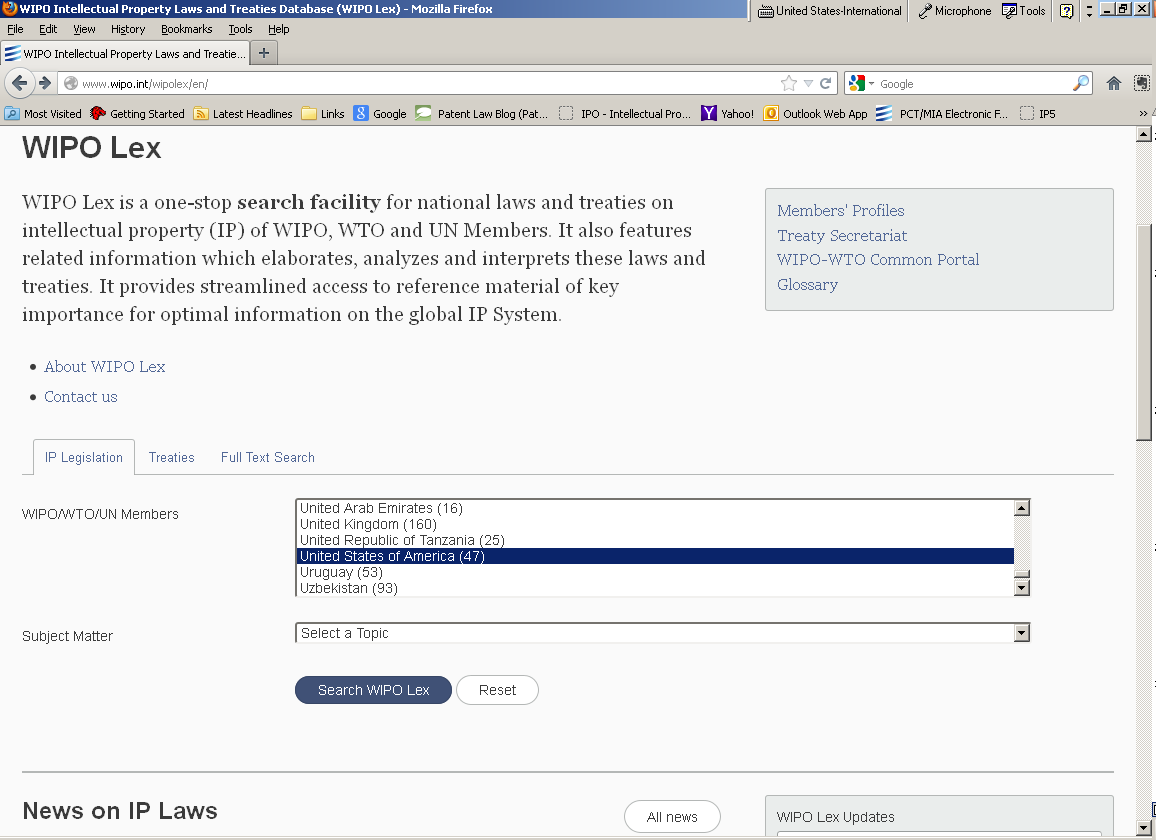 WIPO Intellectual Property Laws and Treaties Database (WIPO Lex) - Mozilla Firefox
United States-International Microphone Tools
File Edit View History Bookmarks Tools Help
WIPO Intellectual Property Laws and Treatie... +
www.wipo.int/wipolex/en/ Google
Most Visited Getting Started Latest Headlines Links Google Patent Law Blog (Pat... IPO - Intellectual Pro... Yahoo! Outlook Web App PCT/MIA Electronic F... IP5 »
WIPO Lex
WIPO Lex is a one-stop search facility for national laws and treaties on
intellectual property (IP) of WIPO, WTO and UN Members. It also features
related information which elaborates, analyzes and interprets these laws and
treaties. It provides streamlined access to reference material of key
importance for optimal information on the global IP System.
Members' Profiles
Treaty Secretariat
WIPO-WTO Common Portal
Glossary
• About WIPO Lex
• Contact us
IP Legislation Treaties Full Text Search
WIPO/WTO/UN Members
United Arab Emirates (16)
United Kingdom (160)
United Republic of Tanzania (25)
United States of America (47)
Uruguay (53)
Uzbekistan (93)
Subject Matter Select a Topic
Search WIPO Lex Reset
News on IP Laws All news
WIPO Lex Updates